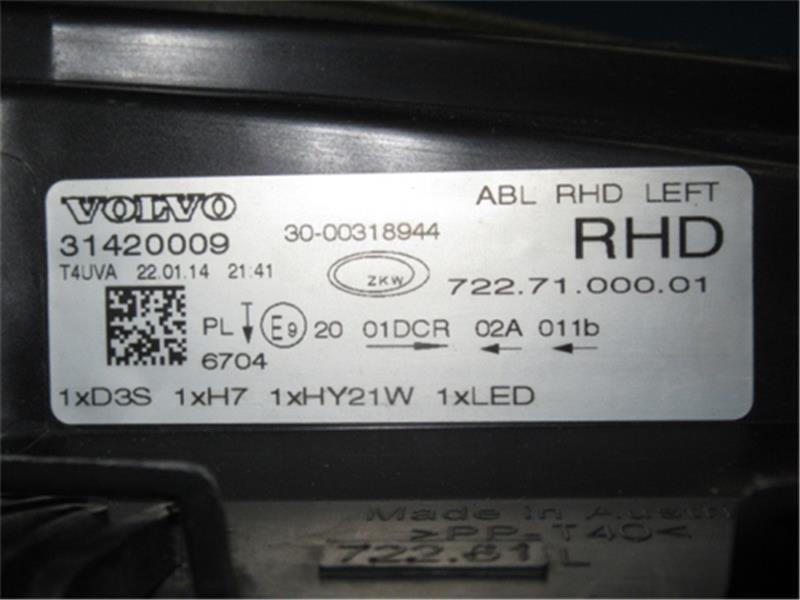 VOLVO
ABL RHD LEFT
31420009
30-00318944
RHD
T4UVA 22.01.14 21:41
ZKW
722.71.000.01
PL E9 20 01DCR 02A 011b
6704
1xD3S 1xH7 1xHY21W 1xLED
Made in Austri
>PP-T40<
722.61 L